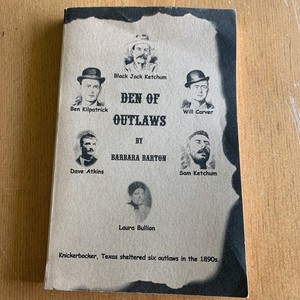 Black Jack Ketchum
Ben Kilpatrick
Will Carver
DEN OF
OUTLAWS
BY
BARBARA BARTON
Dave Atkins
Sam Ketchum
Laura Bullion
Knickerbocker, Texas sheltered six outlaws in the 1890s.